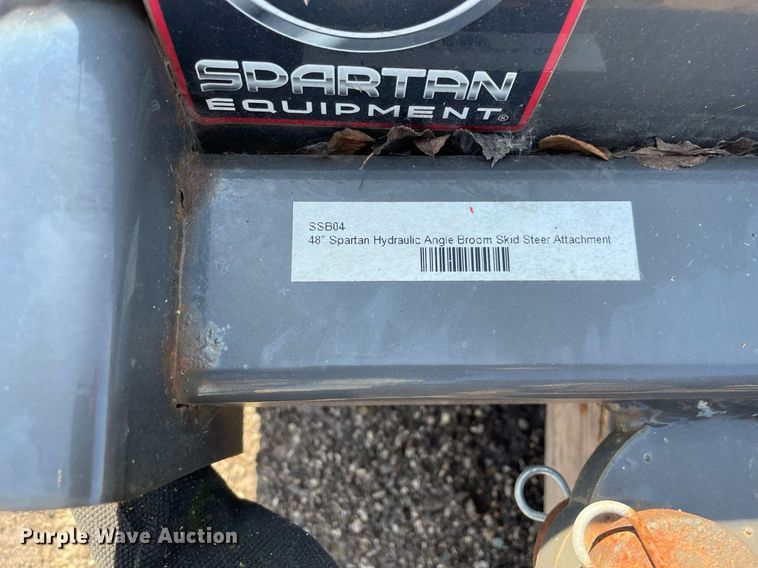 SPARTAN
EQUIPMENT®
SSB04
48" Spartan Hydraulic Angle Broom Skid Steer Attachment
Purple Wave Auction